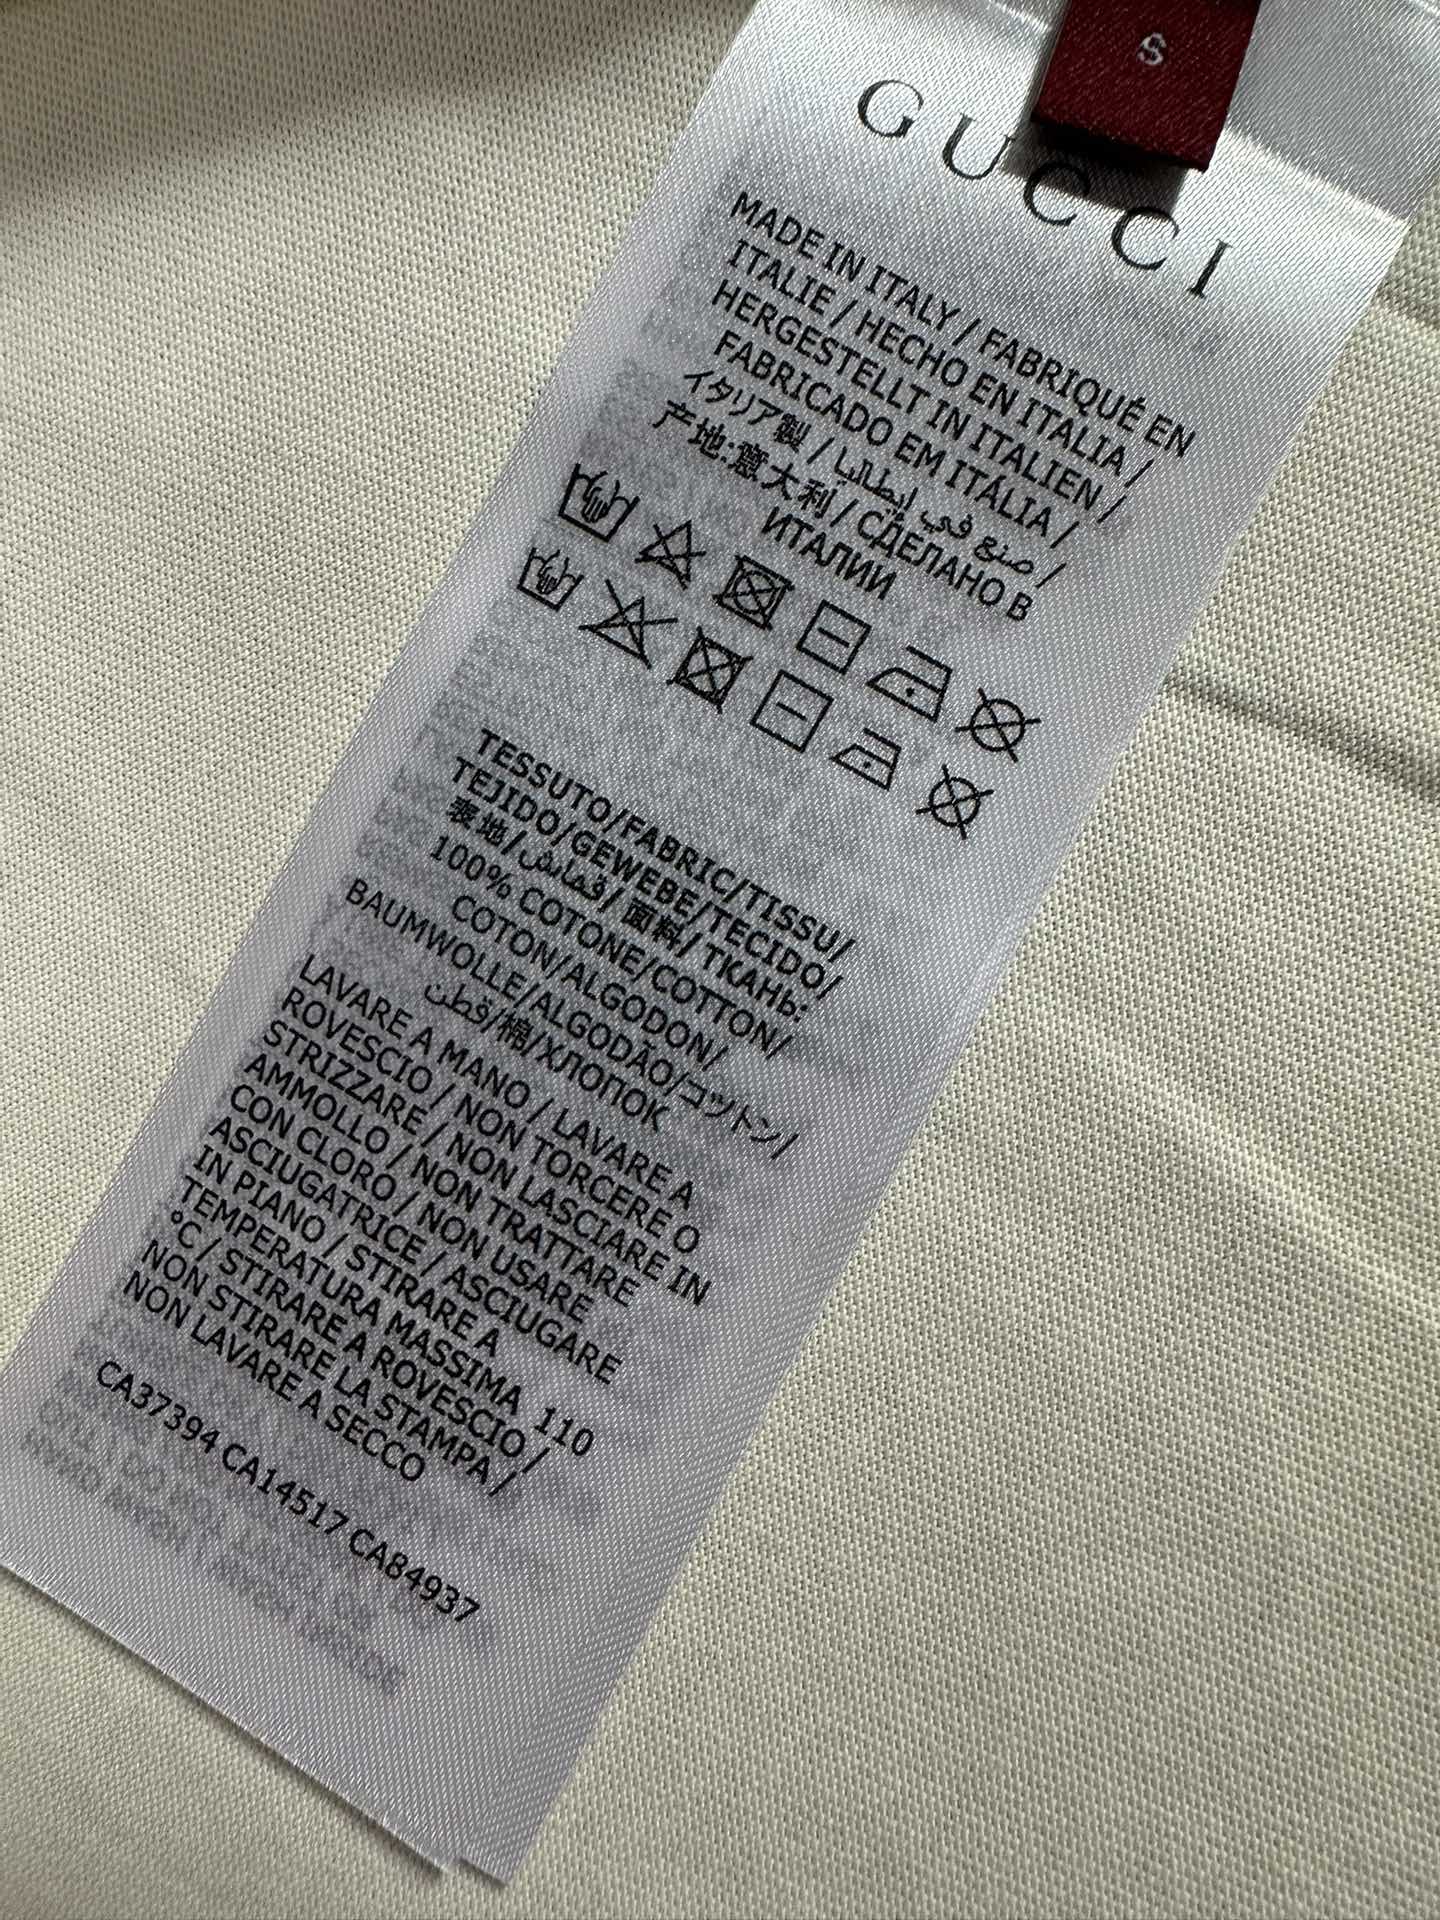 S
GUCCI
MADE IN ITALY / FABRIQUÉ EN
ITALIE / HECHO EN ITALIA /
HERGESTELLT IN ITALIEN /
FABRICADO EM ITÁLIA /
イタリア製 / صنع في إيطاليا /
产地:意大利 / СДЕЛАНО В
ИТАЛИИ
TESSUTO/FABRIC/TISSU/
TEJIDO/GEWEBE/TECIDO/
表地/قماش/面料/ТКАНЬ:
100% COTONE/COTTON/
COTON/ALGODON/
BAUMWOLLE/ALGODÃO/コットン/
قطن/棉/ХЛОПОК
LAVARE A MANO / LAVARE A
ROVESCIO / NON TORCERE O
STRIZZARE / NON LASCIARE IN
AMMOLLO / NON TRATTARE
CON CLORO / NON USARE
ASCIUGATRICE / ASCIUGARE
IN PIANO / STIRARE A
TEMPERATURA MASSIMA 110
°C / STIRARE A ROVESCIO /
NON STIRARE LA STAMPA /
NON LAVARE A SECCO
CA37394 CA14517 CA84937